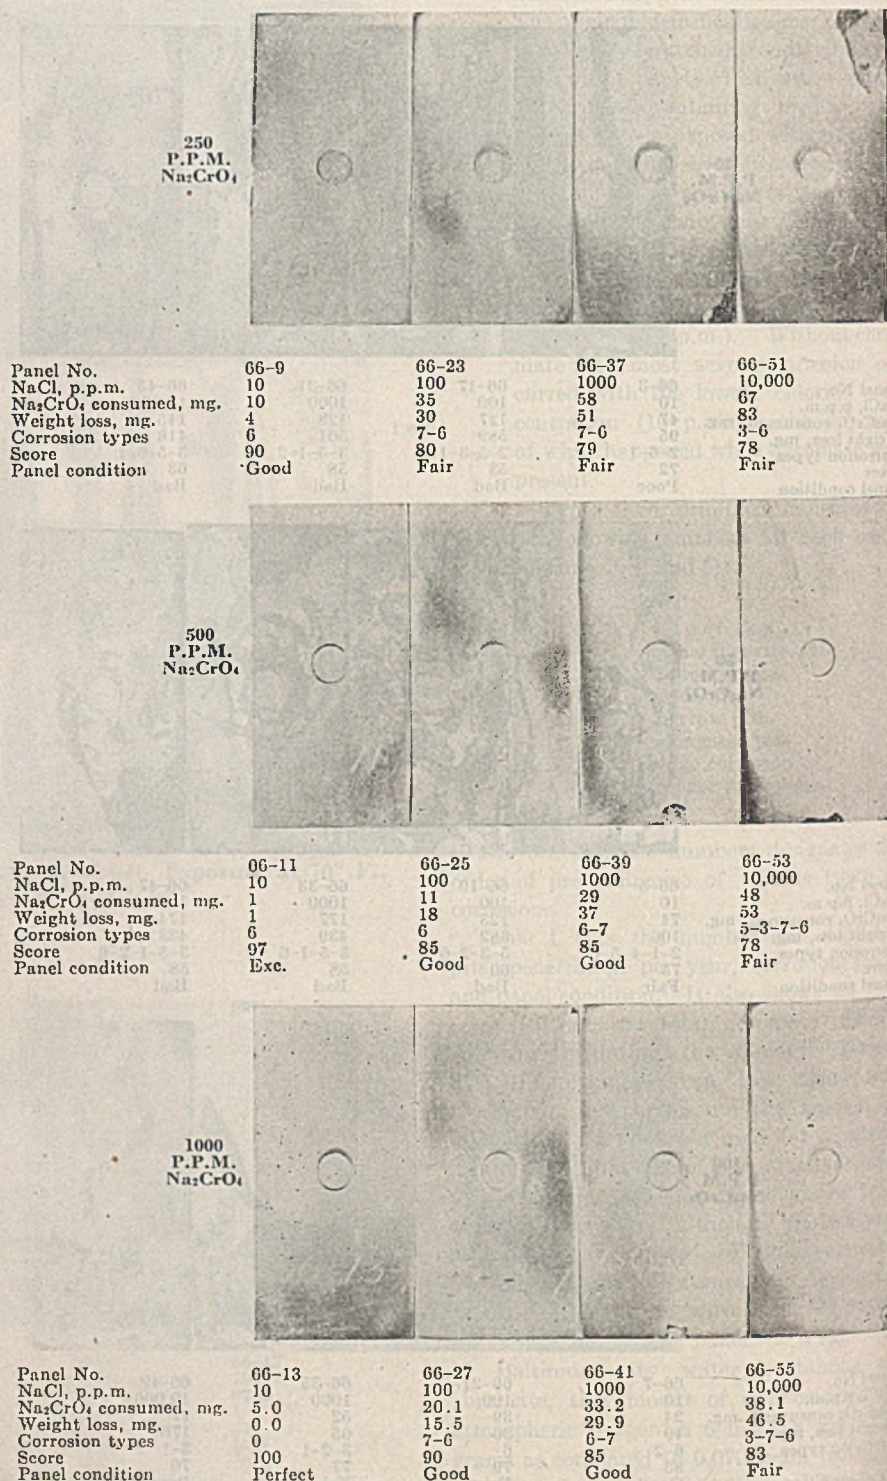 250
P.P.M.
Na₂CrO₄
Panel No. 66-9 66-23 66-37 66-51
NaCl, p.p.m. 10 100 1000 10,000
Na₂CrO₄ consumed, mg. 10 35 58 67
Weight loss, mg. 4 30 51 83
Corrosion types 6 7-6 7-6 3-6
Score 90 80 79 78
Panel condition Good Fair Fair Fair
500
P.P.M.
Na₂CrO₄
Panel No. 66-11 66-25 66-39 66-53
NaCl, p.p.m. 10 100 1000 10,000
Na₂CrO₄ consumed, mg. 1 11 29 48
Weight loss, mg. 1 18 37 53
Corrosion types 6 6 6-7 5-3-7-6
Score 97 85 85 78
Panel condition Exc. Good Good Fair
1000
P.P.M.
Na₂CrO₄
Panel No. 66-13 66-27 66-41 66-55
NaCl, p.p.m. 10 100 1000 10,000
Na₂CrO₄ consumed, mg. 5.0 20.1 33.2 38.1
Weight loss, mg. 0.0 15.5 29.9 46.5
Corrosion types 0 7-6 6-7 3-7-6
Score 100 90 85 83
Panel condition Perfect Good Good Fair